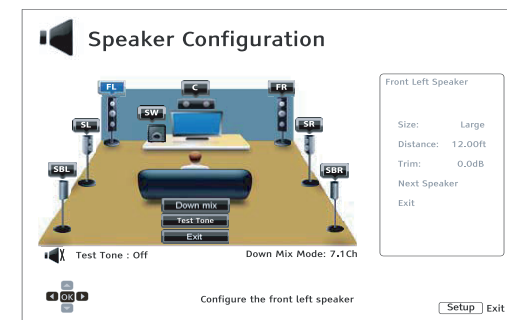 Speaker Configuration
FL
C
FR
SW
SL
SR
SBL
SBR
Down mix
Test Tone
Exit
Test Tone : Off
Down Mix Mode: 7.1Ch
Front Left Speaker
Size: Large
Distance: 12.00ft
Trim: 0.0dB
Next Speaker
Exit
OK
Configure the front left speaker
Setup Exit